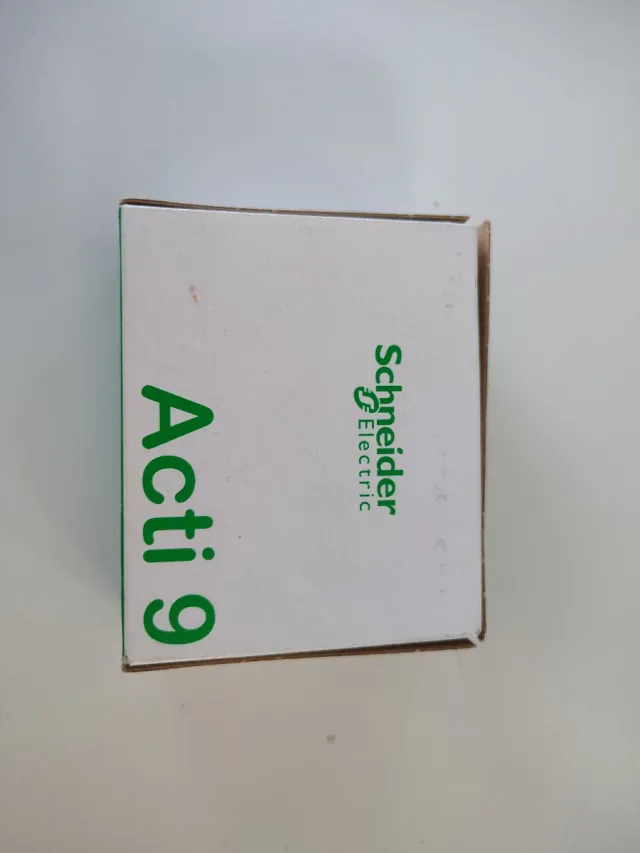 Schneider
Electric
Acti 9